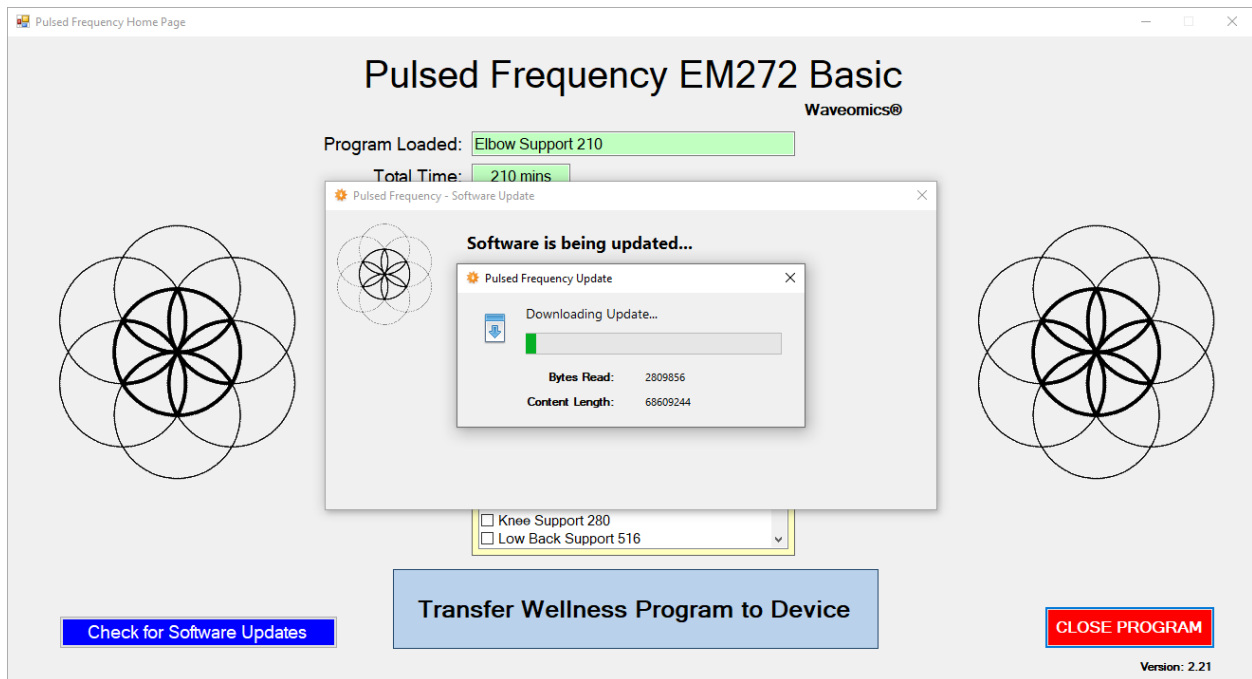 Pulsed Frequency Home Page
Pulsed Frequency EM272 Basic
Waveomics®
Program Loaded: Elbow Support 210
Total Time: 210 mins
Pulsed Frequency - Software Update
Software is being updated...
Pulsed Frequency Update
Downloading Update...
Bytes Read: 2809856
Content Length: 68609244
Knee Support 280
Low Back Support 516
Transfer Wellness Program to Device
Check for Software Updates
CLOSE PROGRAM
Version: 2.21